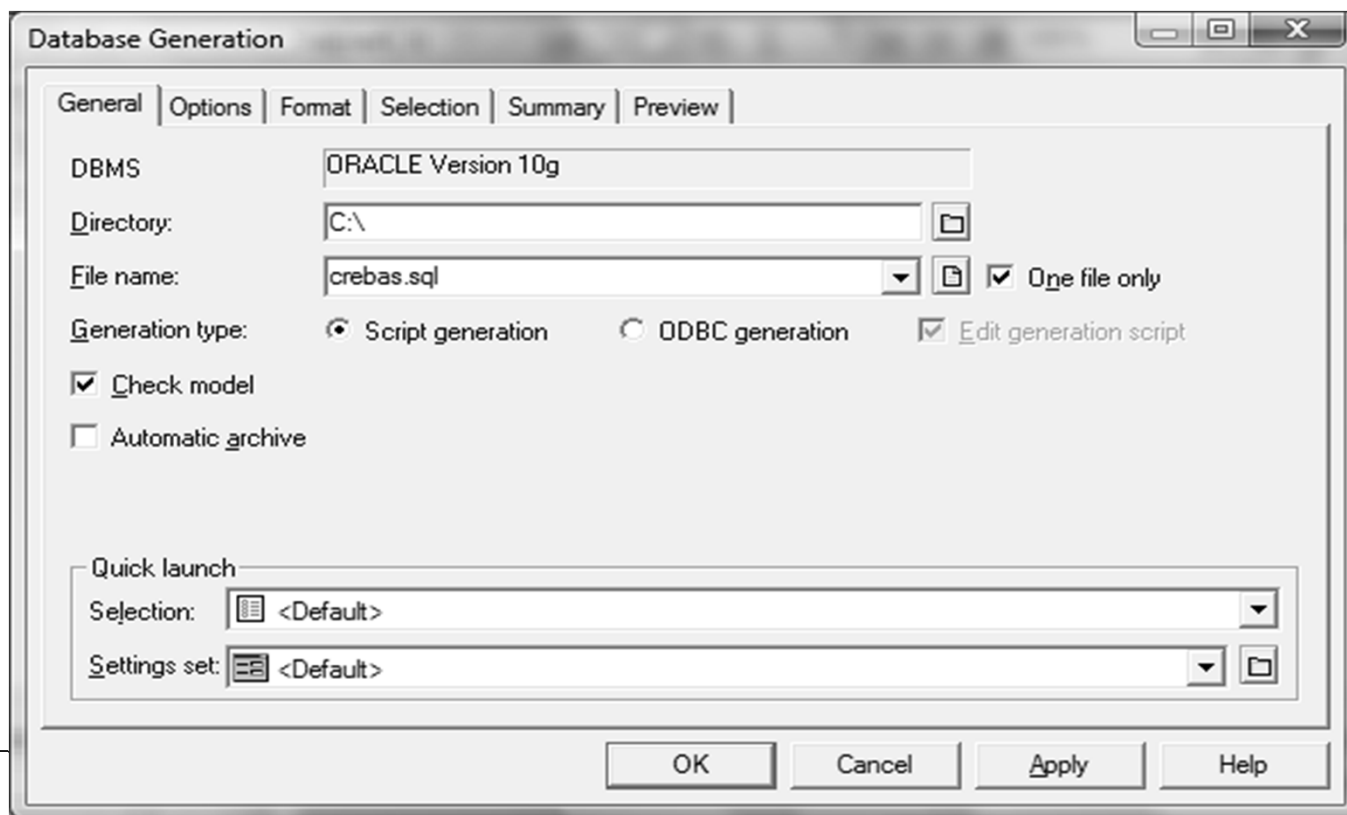 Database Generation
General Options Format Selection Summary Preview
DBMS ORACLE Version 10g
Directory: C:\
File name: crebas.sql One file only
Generation type: Script generation ODBC generation Edit generation script
Check model
Automatic archive
Quick launch
Selection: <Default>
Settings set: <Default>
OK Cancel Apply Help